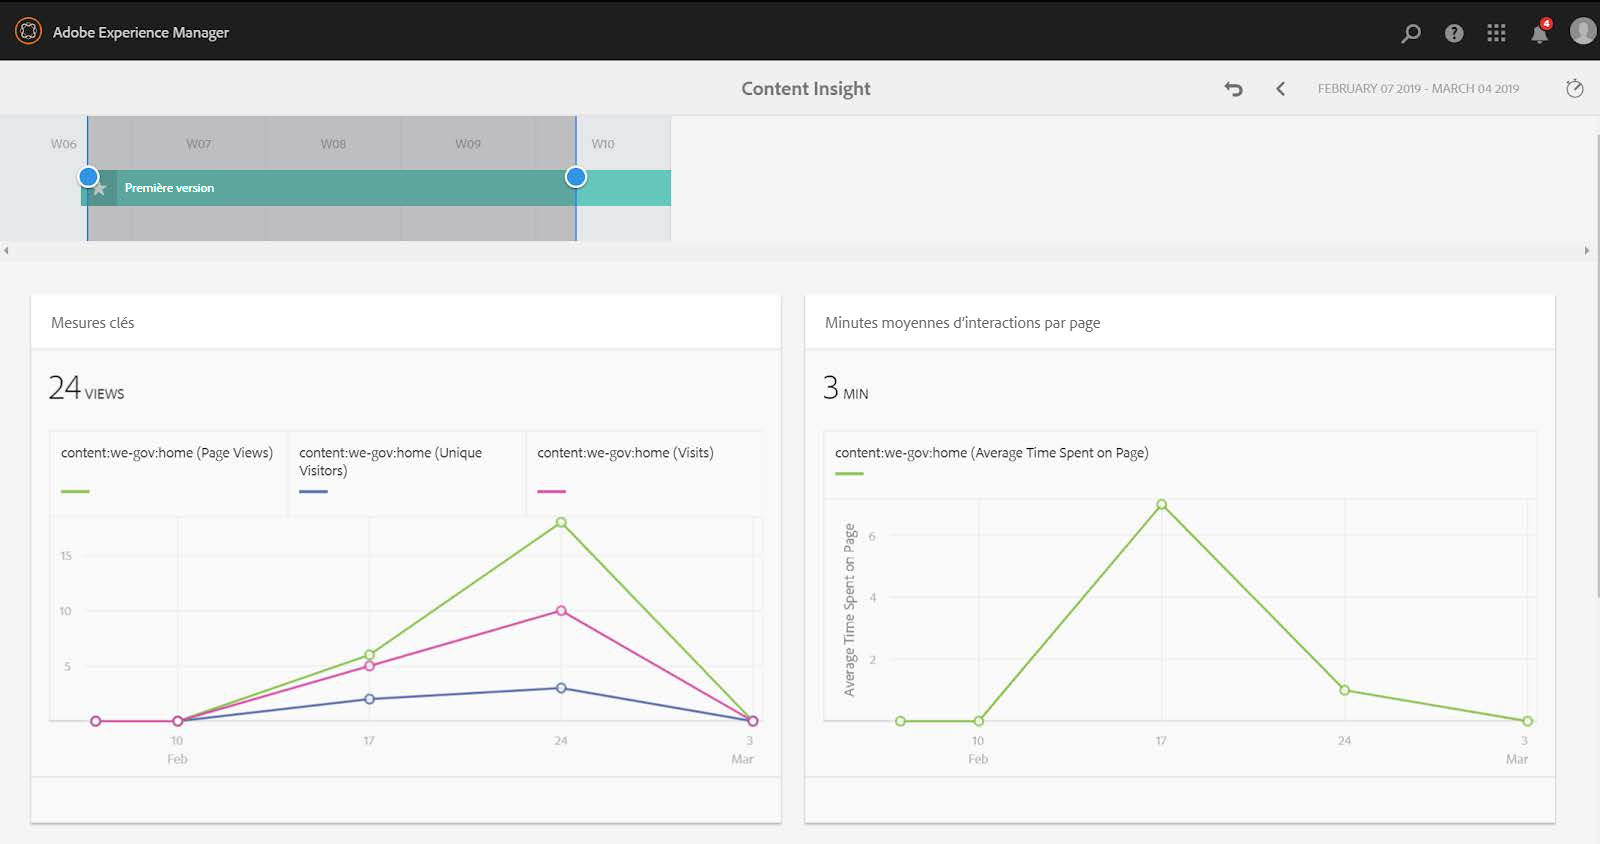 Adobe Experience Manager
4
Content Insight
FEBRUARY 07 2019 - MARCH 04 2019
W06
W07
W08
W09
W10
Première version
Mesures clés
24 VIEWS
content:we-gov:home (Page Views)
content:we-gov:home (Unique
Visitors)
content:we-gov:home (Visits)
15
10
5
10
Feb
17
24
3
Mar
Minutes moyennes d’interactions par page
3 MIN
content:we-gov:home (Average Time Spent on Page)
Average Time Spent on Page
6
4
2
10
Feb
17
24
3
Mar